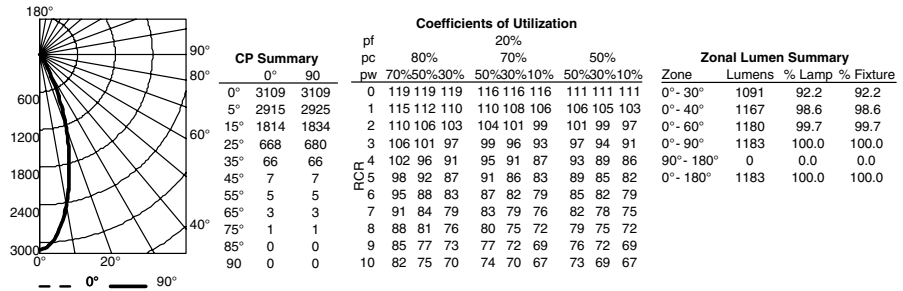 180°
90°
80°
600
60°
1200
1800
2400
40°
3000
0° 20°
0° 90°
CP Summary
0° 90
0° 3109 3109
5° 2915 2925
15° 1814 1834
25° 668 680
35° 66 66
45° 7 7
55° 5 5
65° 3 3
75° 1 1
85° 0 0
90 0 0
Coefficients of Utilization
pf 20%
pc 80% 70% 50%
pw 70%50%30% 50%30%10% 50%30%10%
RCR
0 119 119 119 116 116 116 111 111 111
1 115 112 110 110 108 106 106 105 103
2 110 106 103 104 101 99 101 99 97
3 106 101 97 99 96 93 97 94 91
4 102 96 91 95 91 87 93 89 86
5 98 92 87 91 86 83 89 85 82
6 95 88 83 87 82 79 85 82 79
7 91 84 79 83 79 76 82 78 75
8 88 81 76 80 75 72 79 75 72
9 85 77 73 77 72 69 76 72 69
10 82 75 70 74 70 67 73 69 67
Zonal Lumen Summary
Zone Lumens % Lamp % Fixture
0°- 30° 1091 92.2 92.2
0°- 40° 1167 98.6 98.6
0°- 60° 1180 99.7 99.7
0°- 90° 1183 100.0 100.0
90°- 180° 0 0.0 0.0
0°- 180° 1183 100.0 100.0